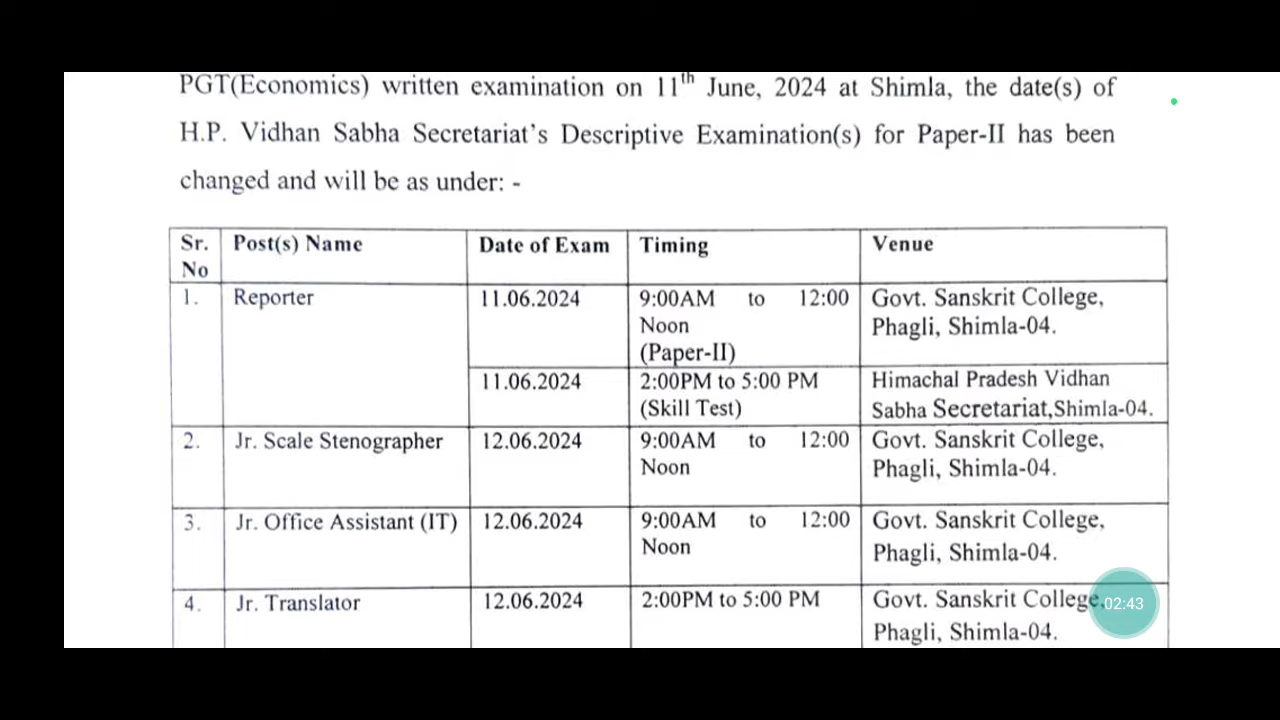 PGT(Economics) written examination on 11th June, 2024 at Shimla, the date(s) of
H.P. Vidhan Sabha Secretariat's Descriptive Examination(s) for Paper-II has been
changed and will be as under: -
Sr. No Post(s) Name Date of Exam Timing Venue
1. Reporter 11.06.2024 9:00AM to 12:00 Govt. Sanskrit College,
Noon Phagli, Shimla-04.
(Paper-II)
11.06.2024 2:00PM to 5:00 PM Himachal Pradesh Vidhan
(Skill Test) Sabha Secretariat,Shimla-04.
2. Jr. Scale Stenographer 12.06.2024 9:00AM to 12:00 Govt. Sanskrit College,
Noon Phagli, Shimla-04.
3. Jr. Office Assistant (IT) 12.06.2024 9:00AM to 12:00 Govt. Sanskrit College,
Noon Phagli, Shimla-04.
4. Jr. Translator 12.06.2024 2:00PM to 5:00 PM Govt. Sanskrit College,
Phagli, Shimla-04.
02:43